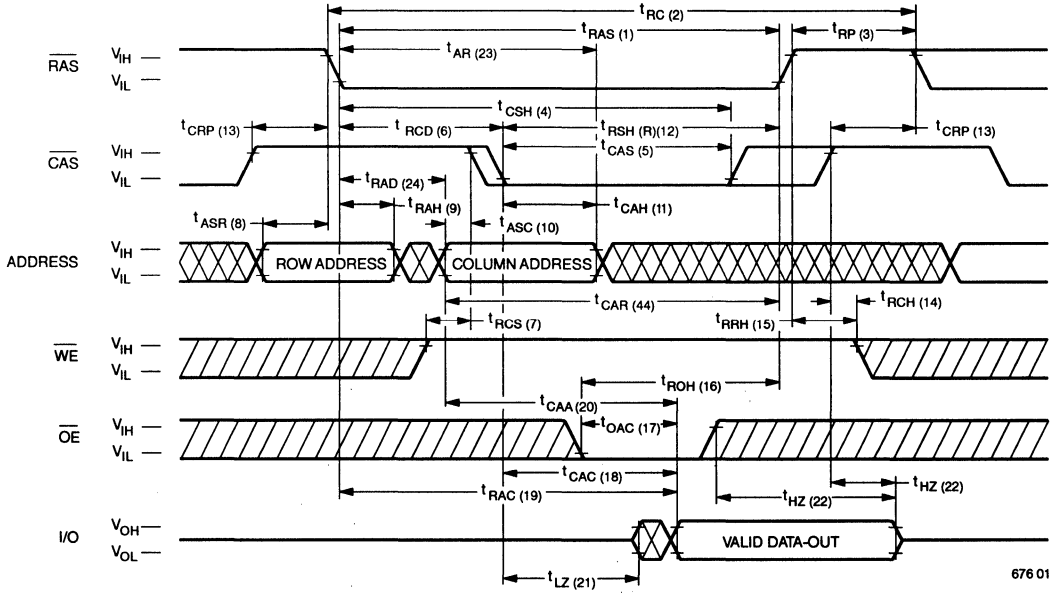 tRC (2)
tRAS (1)
tRP (3)
tAR (23)
RAS
VIH
VIL
tCSH (4)
tCRP (13)
tRCD (6)
tRSH (R)(12)
tCRP (13)
tCAS (5)
CAS
VIH
VIL
tRAD (24)
tRAH (9)
tCAH (11)
tASR (8)
tASC (10)
ADDRESS
VIH
VIL
ROW ADDRESS
COLUMN ADDRESS
tCAR (44)
tRCH (14)
tRCS (7)
tRRH (15)
WE
VIH
VIL
tROH (16)
tCAA (20)
tOAC (17)
OE
VIH
VIL
tCAC (18)
tRAC (19)
tHZ (22)
tHZ (22)
I/O
VOH
VOL
VALID DATA-OUT
tLZ (21)
676 01